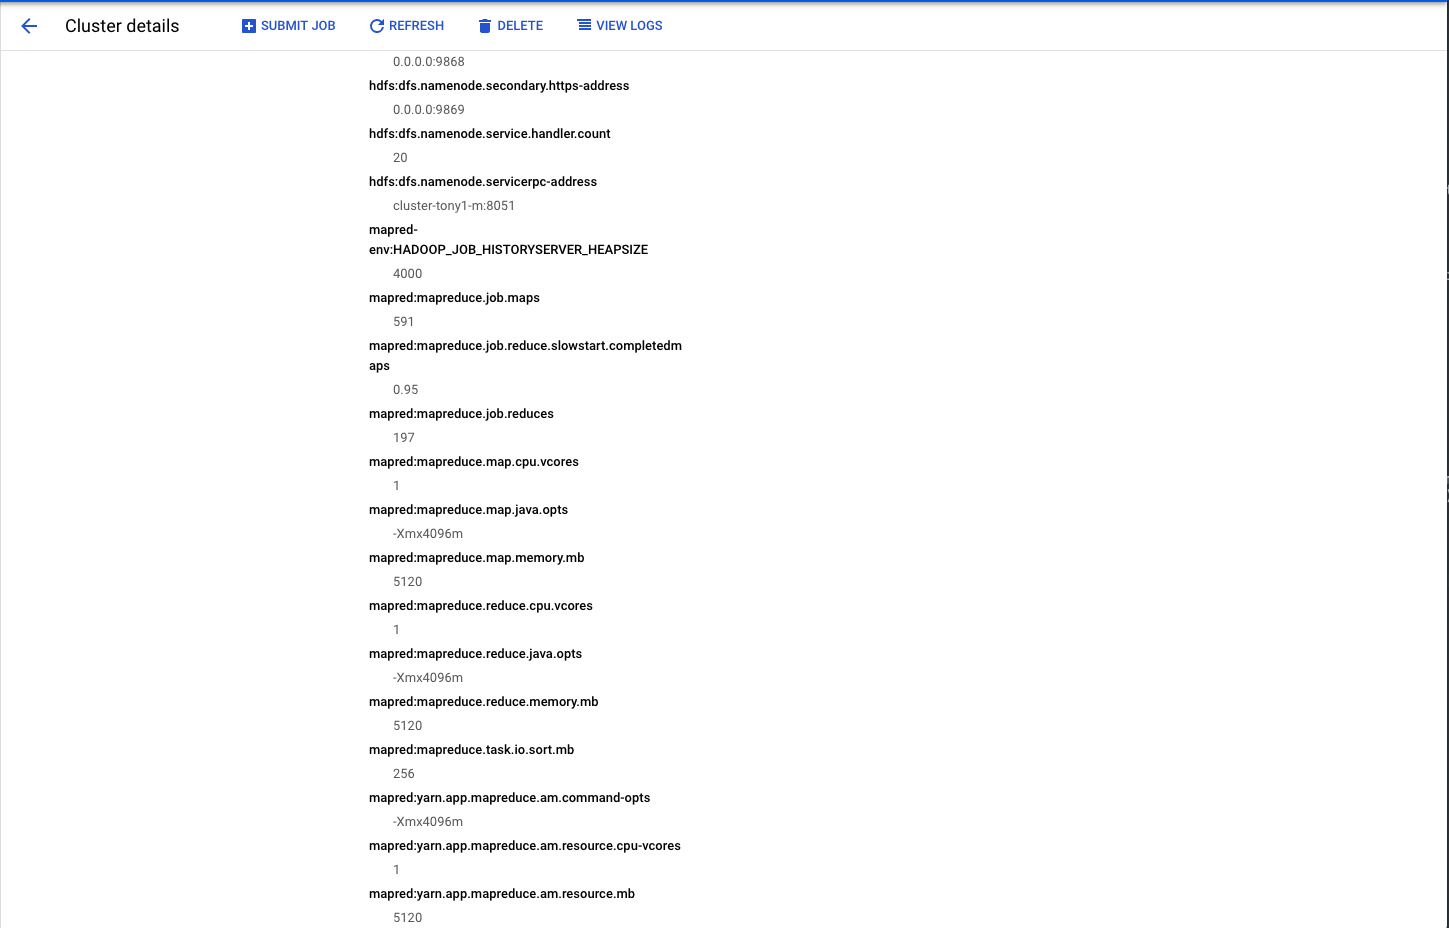 Cluster details
SUBMIT JOB
REFRESH
DELETE
VIEW LOGS
0.0.0.0:9868
hdfs:dfs.namenode.secondary.https-address
0.0.0.0:9869
hdfs:dfs.namenode.service.handler.count
20
hdfs:dfs.namenode.servicerpc-address
cluster-tony1-m:8051
mapred-
env:HADOOP_JOB_HISTORYSERVER_HEAPSIZE
4000
mapred:mapreduce.job.maps
591
mapred:mapreduce.job.reduce.slowstart.completedm
aps
0.95
mapred:mapreduce.job.reduces
197
mapred:mapreduce.map.cpu.vcores
1
mapred:mapreduce.map.java.opts
-Xmx4096m
mapred:mapreduce.map.memory.mb
5120
mapred:mapreduce.reduce.cpu.vcores
1
mapred:mapreduce.reduce.java.opts
-Xmx4096m
mapred:mapreduce.reduce.memory.mb
5120
mapred:mapreduce.task.io.sort.mb
256
mapred:yarn.app.mapreduce.am.command-opts
-Xmx4096m
mapred:yarn.app.mapreduce.am.resource.cpu-vcores
1
mapred:yarn.app.mapreduce.am.resource.mb
5120